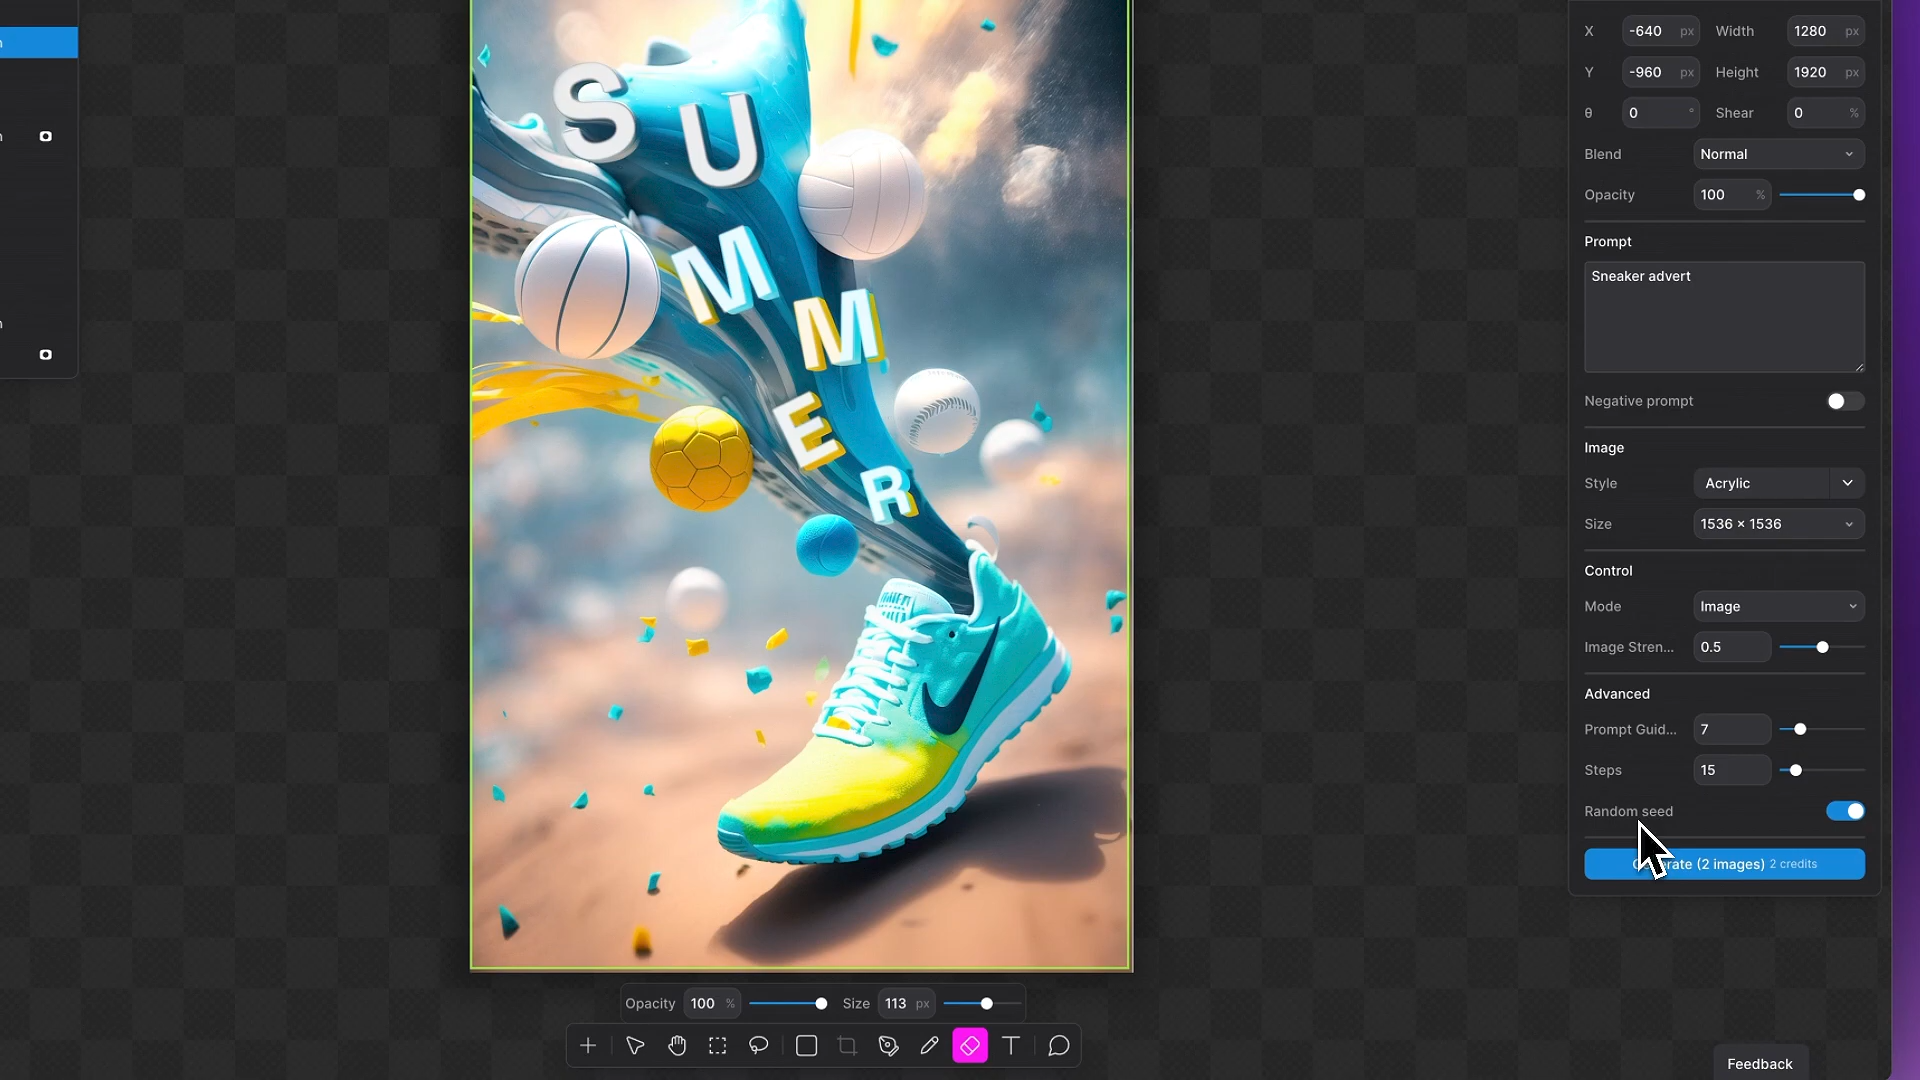 X -640 px Width 1280 px
Y -960 px Height 1920 px
θ 0 ° Shear 0 %
Blend Normal
Opacity 100 %
Prompt
Sneaker advert
Negative prompt
Image
Style Acrylic
Size 1536 × 1536
Control
Mode Image
Image Stren... 0.5
Advanced
Prompt Guid... 7
Steps 15
Random seed
(2 images) 2 credits
S
U
M
M
E
R
Opacity 100 % Size 113 px
Feedback